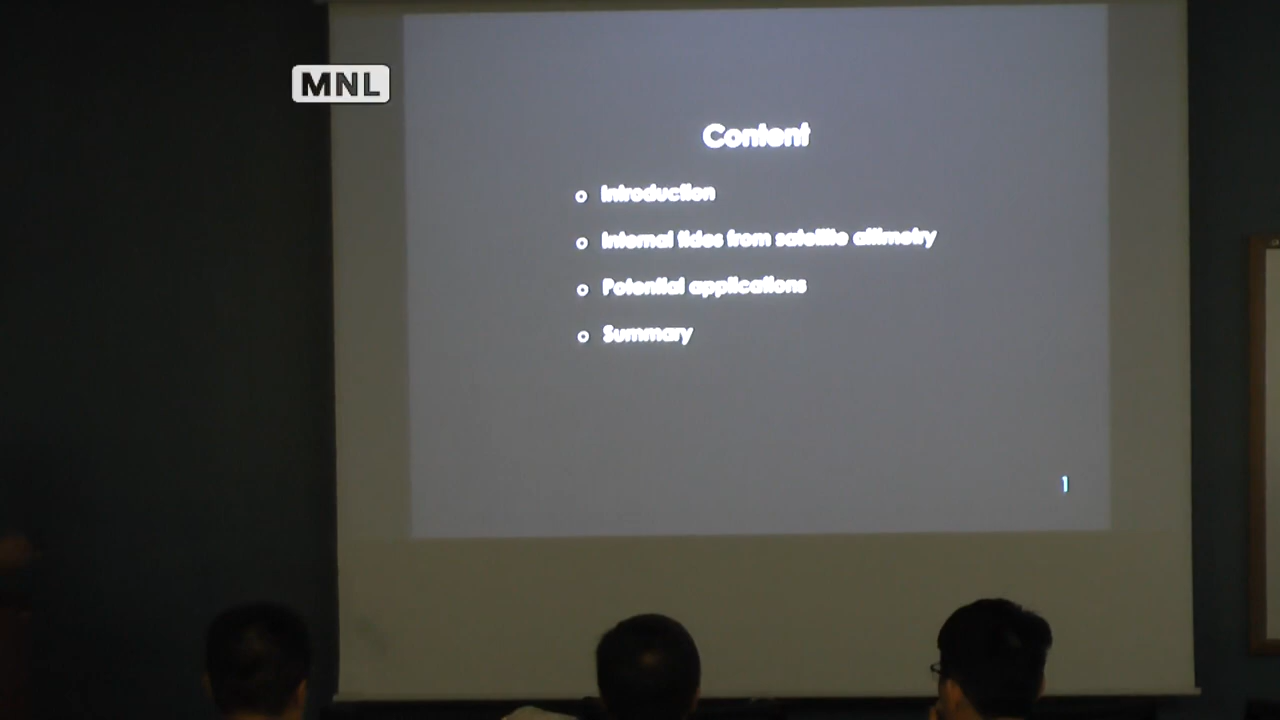 MNL
Content
Introduction
Internal tides from satellite altimetry
Potential applications
Summary
1